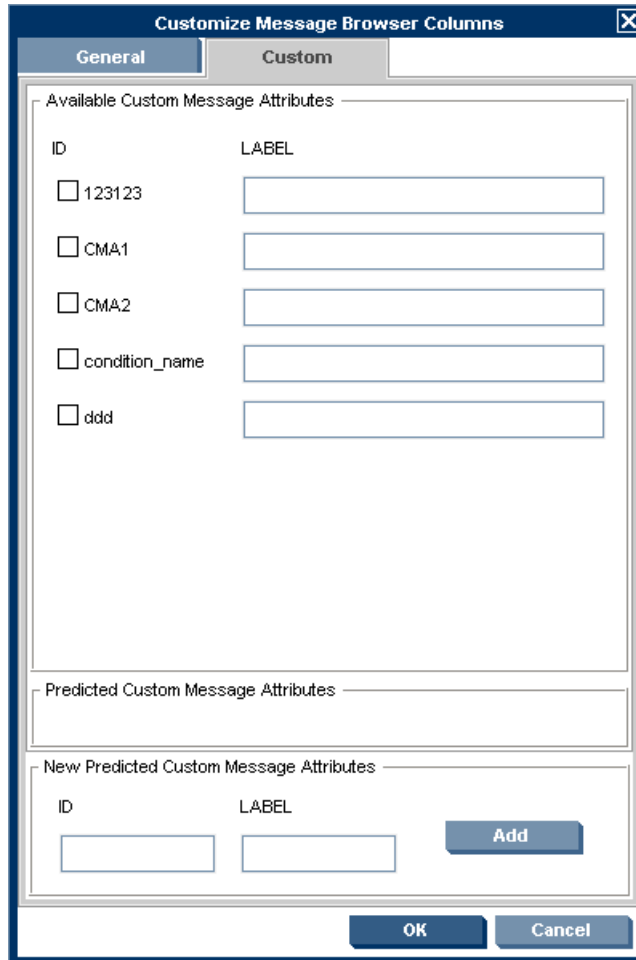 Customize Message Browser Columns
General Custom
Available Custom Message Attributes
ID LABEL
123123
CMA1
CMA2
condition_name
ddd
Predicted Custom Message Attributes
New Predicted Custom Message Attributes
ID LABEL
Add
OK Cancel